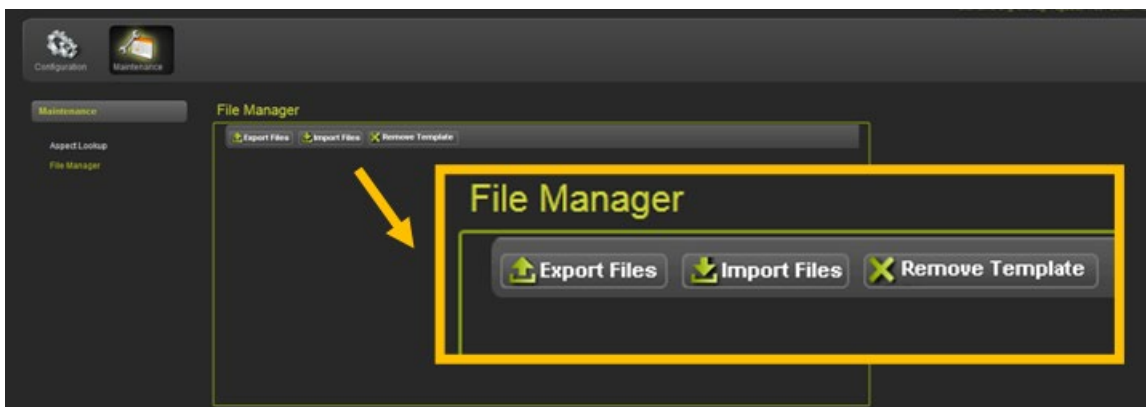 Configuration
Maintenance
Maintenance
Aspect Lookup
File Manager
File Manager
Export Files Import Files Remove Template
File Manager
Export Files Import Files Remove Template